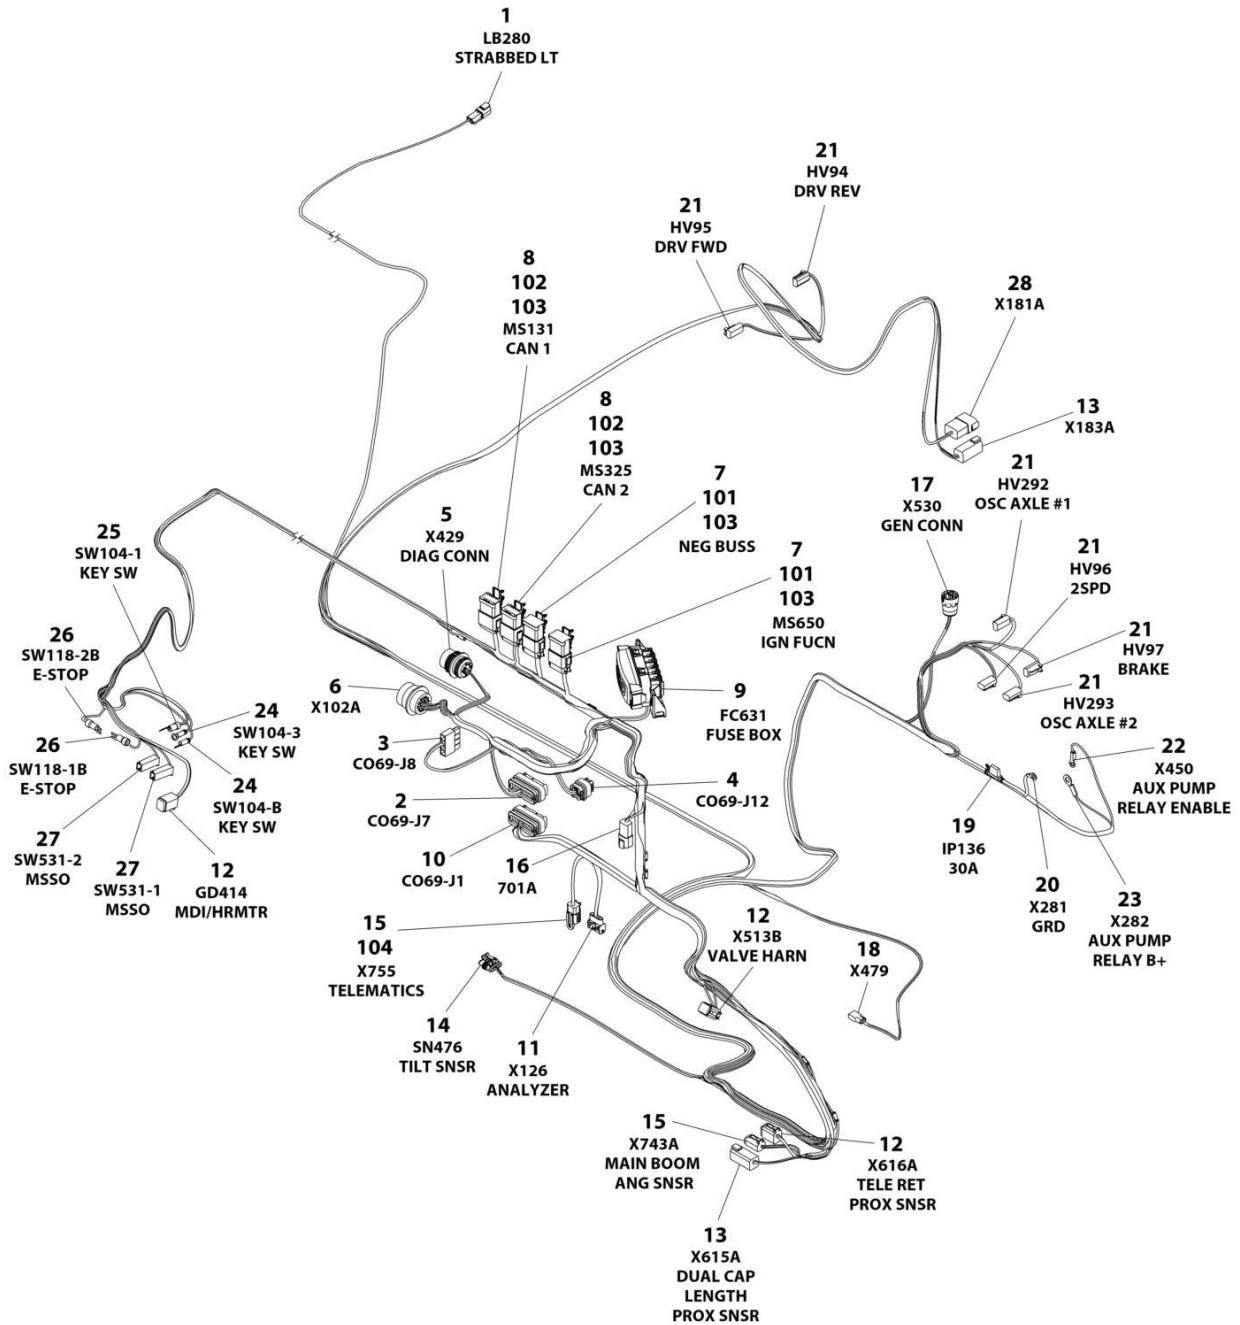 1
LB280
STRABBED LT
21
HV94
DRV REV
21
HV95
DRV FWD
8
102
103
MS131
CAN 1
28
X181A
8
102
103
MS325
CAN 2
13
X183A
7
101
103
NEG BUSS
21
HV292
OSC AXLE #1
17
X530
GEN CONN
5
X429
DIAG CONN
25
SW104-1
KEY SW
7
101
103
MS650
IGN FUCN
21
HV96
2SPD
26
SW118-2B
E-STOP
21
HV97
BRAKE
6
X102A
9
FC631
FUSE BOX
21
HV293
OSC AXLE #2
24
SW104-3
KEY SW
3
CO69-J8
26
SW118-1B
E-STOP
22
X450
AUX PUMP
RELAY ENABLE
24
SW104-B
KEY SW
2
CO69-J7
4
CO69-J12
27
SW531-2
MSSO
27
SW531-1
MSSO
12
GD414
MDI/HRMTR
10
CO69-J1
16
701A
19
IP136
30A
20
X281
GRD
23
X282
AUX PUMP
RELAY B+
15
104
X755
TELEMATICS
12
X513B
VALVE HARN
18
X479
14
SN476
TILT SNSR
11
X126
ANALYZER
15
X743A
MAIN BOOM
ANG SNSR
12
X616A
TELE RET
PROX SNSR
13
X615A
DUAL CAP
LENGTH
PROX SNSR